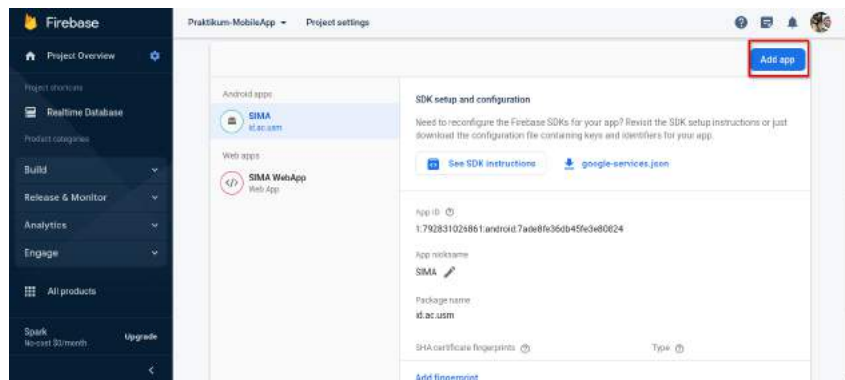 Firebase
Project Overview
Project shortcuts
Realtime Database
Product categories
Build
Release & Monitor
Analytics
Engage
All products
Spark
No-cost $0/month
Upgrade
Praktikum-MobileApp
Project settings
Add app
Android apps
SIMA
id.ac.usm
Web apps
SIMA WebApp
Web App
SDK setup and configuration
Need to reconfigure the Firebase SDKs for your app? Revisit the SDK setup instructions or just
download the configuration file containing keys and identifiers for your app.
See SDK instructions
google-services.json
App ID
1:792831026861:android:7ade8fe36db45fe3e80824
App nickname
SIMA
Package name
id.ac.usm
SHA certificate fingerprints
Type
Add fingerprint